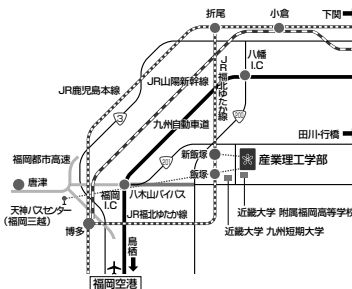 折尾
小倉
下関
八幡
I.C
JR鹿児島本線
JR山陽新幹線
JR福北ゆたか線
3
200
九州自動車道
田川・行橋
福岡都市高速
201
新飯塚
産業理工学部
唐津
福岡
I.C
飯塚
八木山バイパス
天神バスセンター
(福岡三越)
近畿大学 附属福岡高等学校
JR福北ゆたか線
近畿大学 九州短期大学
博多
鳥栖
福岡空港